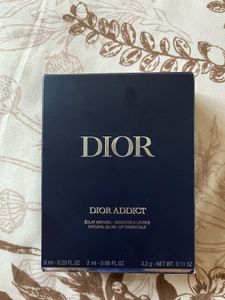 DIOR
DIOR ADDICT
ÉCLAT NATUREL - ESSENTIELS LÈVRES
NATURAL GLOW - LIP ESSENTIALS
6 ml - 0.20 FL.OZ 2 ml - 0.06 FL.OZ 3,2 g - NET WT. 0.11 OZ